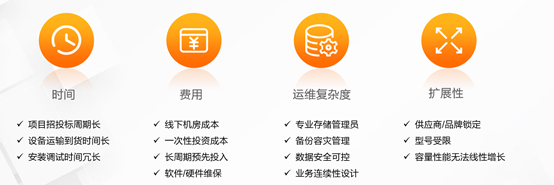 时间
项目招投标周期长
设备运输到货时间长
安装调试时间冗长
费用
线下机房成本
一次性投资成本
长周期预先投入
软件/硬件维保
运维复杂度
专业存储管理员
备份容灾管理
数据安全可控
业务连续性设计
扩展性
供应商/品牌锁定
型号受限
容量性能无法线性增长